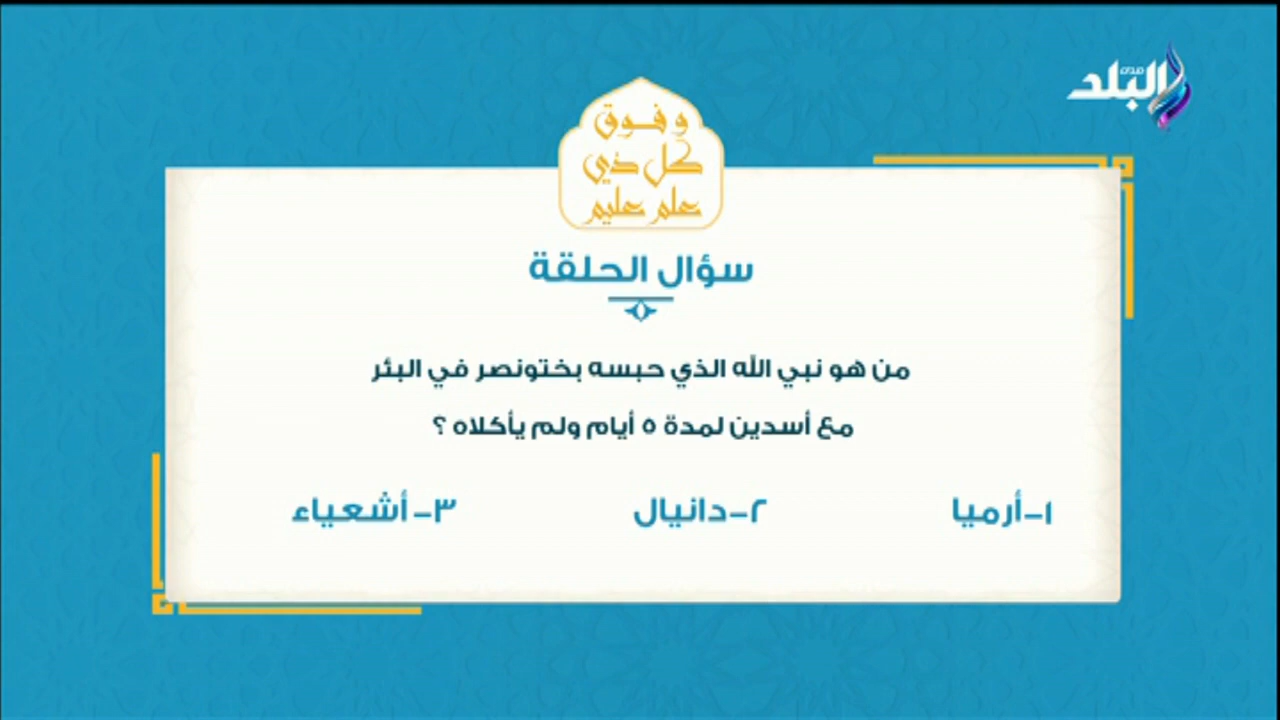 صدى البلد
وفوق
كل ذي
علم عليم
سؤال الحلقة
من هو نبي الله الذي حبسه بختونصر في البئر
مع أسدين لمدة ٥ أيام ولم يأكلاه ؟
١-أرميا ٢-دانيال ٣-أشعياء